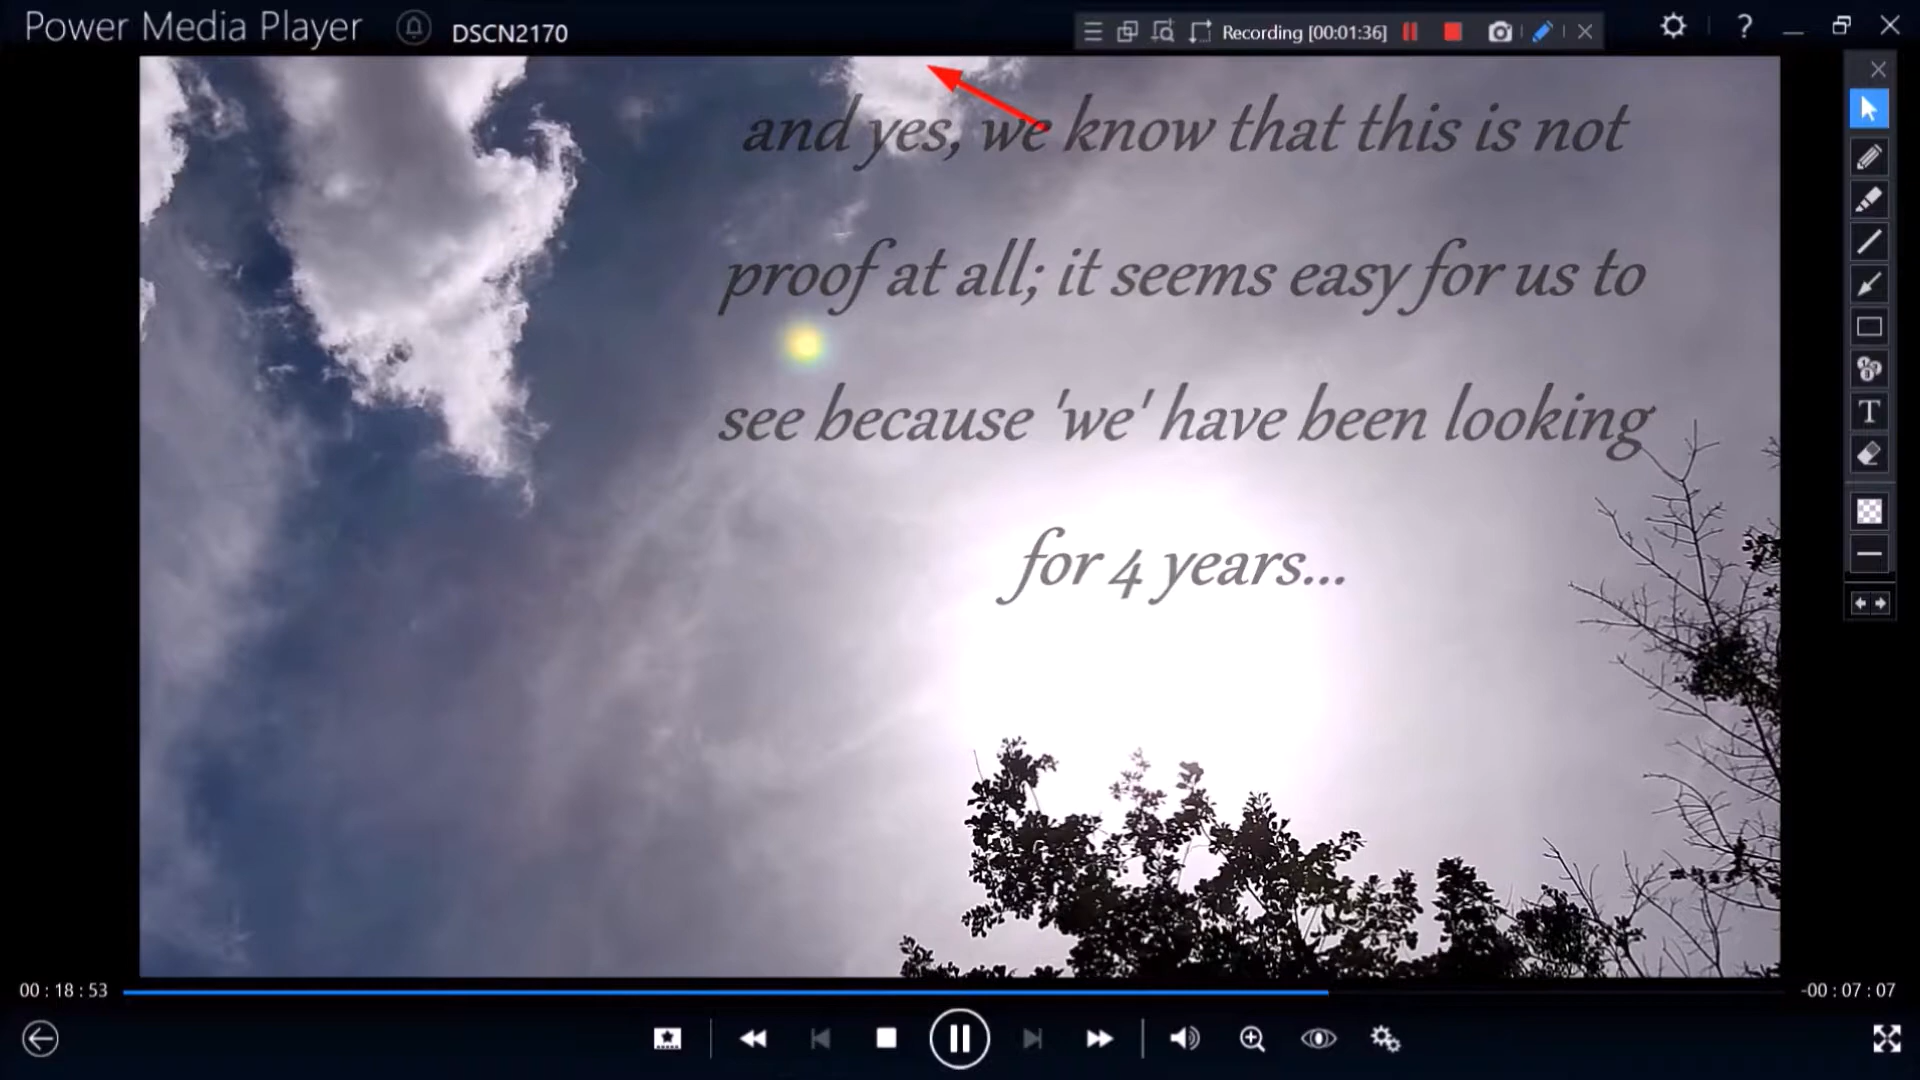 Power Media Player
DSCN2170
Recording [00:01:36]
?
and yes, we know that this is not
proof at all; it seems easy for us to
see because 'we' have been looking
for 4 years...
T
00 : 18 : 53
-00 : 07 : 07